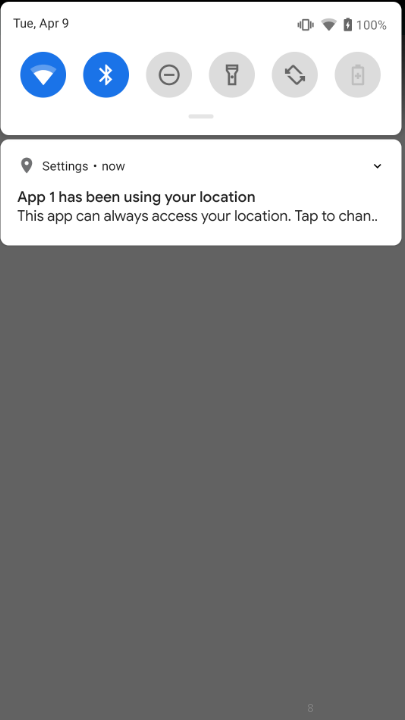 Tue, Apr 9
100%
Settings • now
App 1 has been using your location
This app can always access your location. Tap to chan..
8